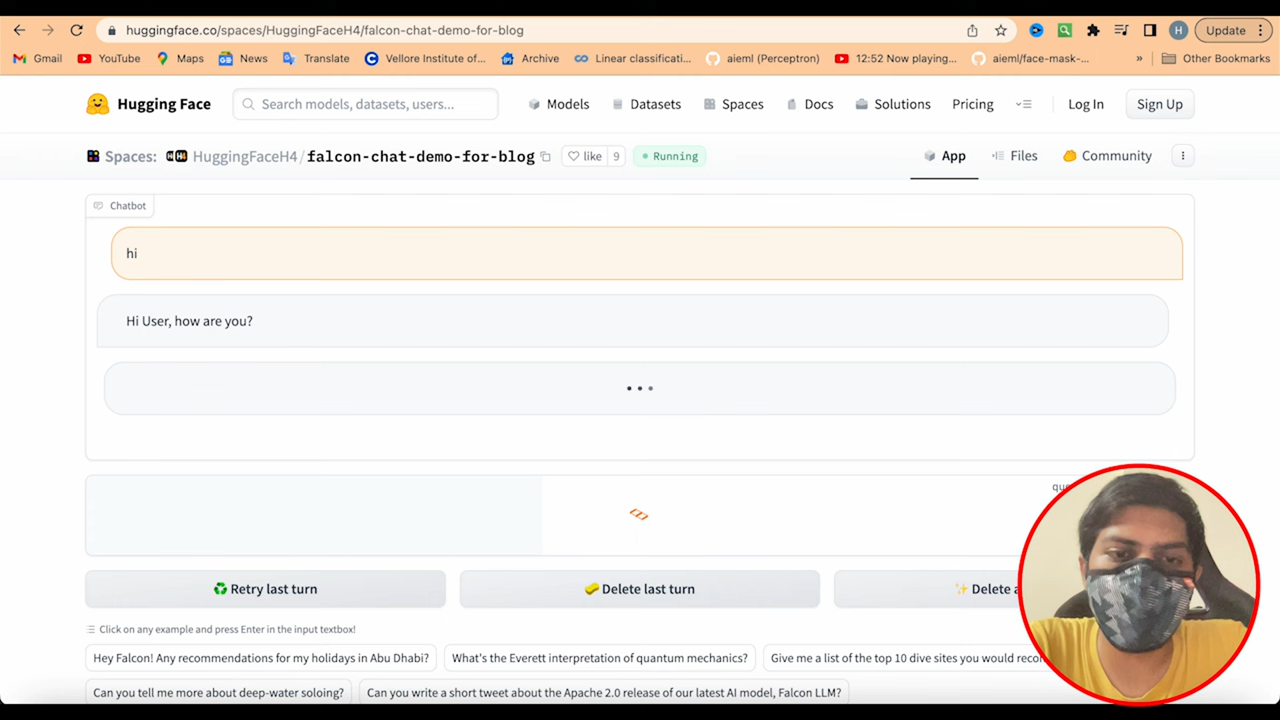 huggingface.co/spaces/HuggingFaceH4/falcon-chat-demo-for-blog
H
Update
Gmail YouTube Maps News Translate Vellore Institute of... Archive Linear classificati... aieml (Perceptron) 12:52 Now playing... aieml/face-mask-... » Other Bookmarks
Hugging Face Search models, datasets, users... Models Datasets Spaces Docs Solutions Pricing Log In Sign Up
Spaces: H4 HuggingFaceH4/falcon-chat-demo-for-blog like 9 Running App Files Community
Chatbot
hi
Hi User, how are you?
Retry last turn Delete last turn Delete
Click on any example and press Enter in the input textbox!
Hey Falcon! Any recommendations for my holidays in Abu Dhabi? What's the Everett interpretation of quantum mechanics? Give me a list of the top 10 dive sites you would
Can you tell me more about deep-water soloing? Can you write a short tweet about the Apache 2.0 release of our latest AI model, Falcon LLM?